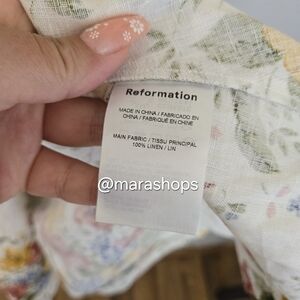 Reformation
MADE IN CHINA / FABRICADO EN
CHINA / FABRIQUÉ EN CHINE
MAIN FABRIC / TISSU PRINCIPAL
100% LINEN / LIN
@marashops